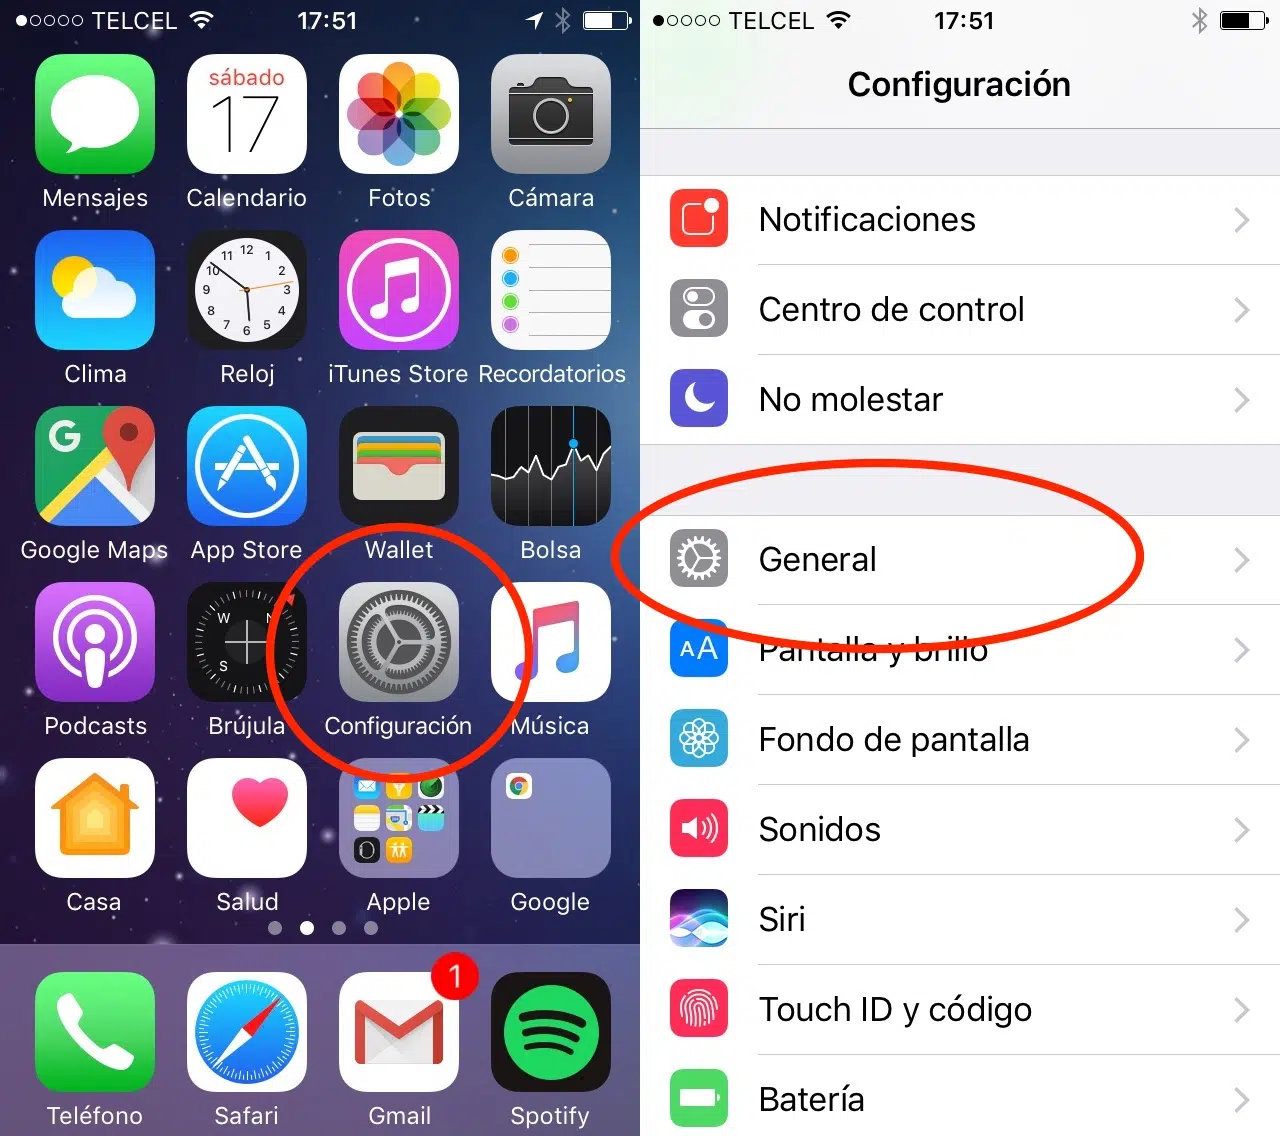 TELCEL 17:51
sábado
17
Mensajes Calendario Fotos Cámara
12
11 1
10 2
9 3
8 4
7 5
6
Clima Reloj iTunes Store Recordatorios
G
Google Maps App Store Wallet Bolsa
W N
S
Podcasts Brújula Configuración Música
Casa Salud Apple Google
1
Teléfono Safari Gmail Spotify
TELCEL 17:51
Configuración
Notificaciones
Centro de control
No molestar
General
AA Pantalla y brillo
Fondo de pantalla
Sonidos
Siri
Touch ID y código
Batería